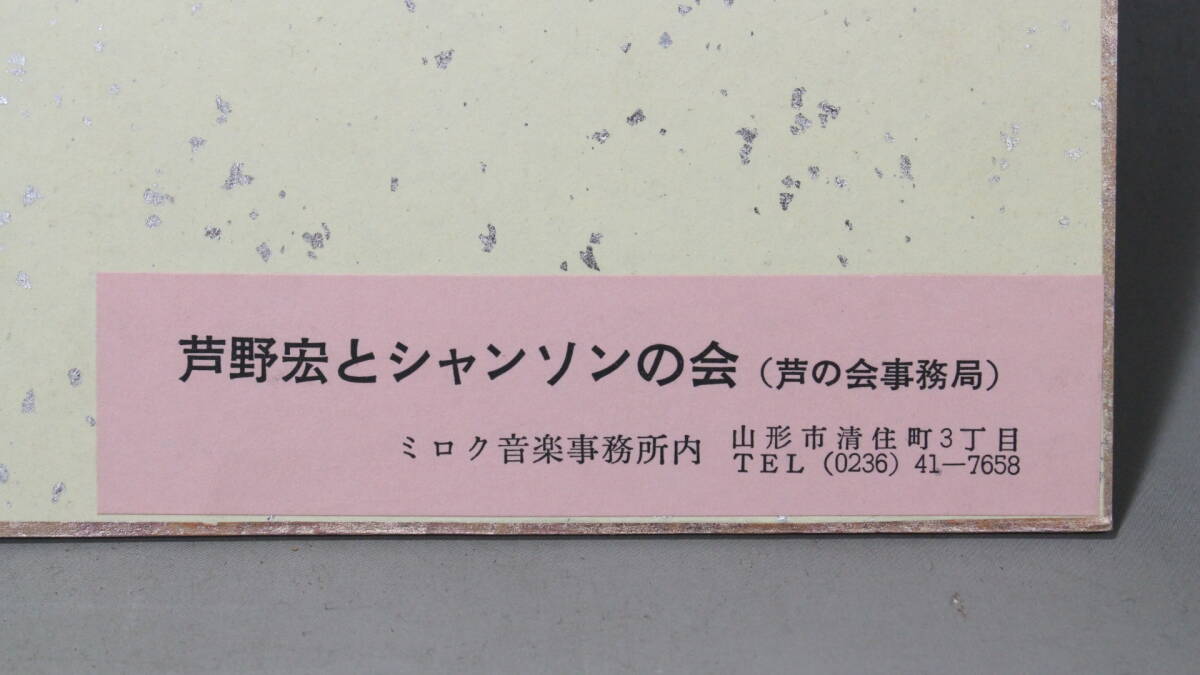 芦野宏とシャンソンの会（芦の会事務局）
ミロク音楽事務所内
山形市清住町3丁目
TEL（0236）41—7658